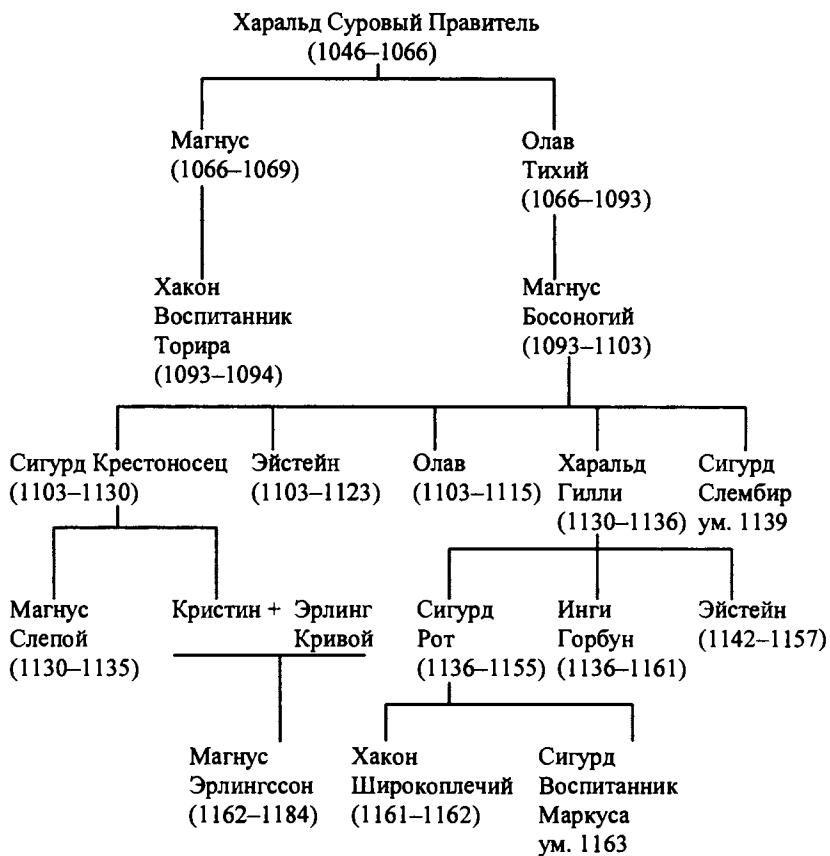 Харальд Суровый Правитель
(1046–1066)
Магнус
(1066–1069)
Олав
Тихий
(1066–1093)
Хакон
Воспитанник
Торира
(1093–1094)
Магнус
Босоногий
(1093–1103)
Сигурд Крестоносец
(1103–1130)
Эйстейн
(1103–1123)
Олав
(1103–1115)
Харальд
Гилли
(1130–1136)
Сигурд
Слембир
ум. 1139
Магнус
Слепой
(1130–1135)
Кристин + Эрлинг
Кривой
Сигурд
Рот
(1136–1155)
Инги
Горбун
(1136–1161)
Эйстейн
(1142–1157)
Магнус
Эрлингссон
(1162–1184)
Хакон
Широкоплечий
(1161–1162)
Сигурд
Воспитанник
Маркуса
ум. 1163